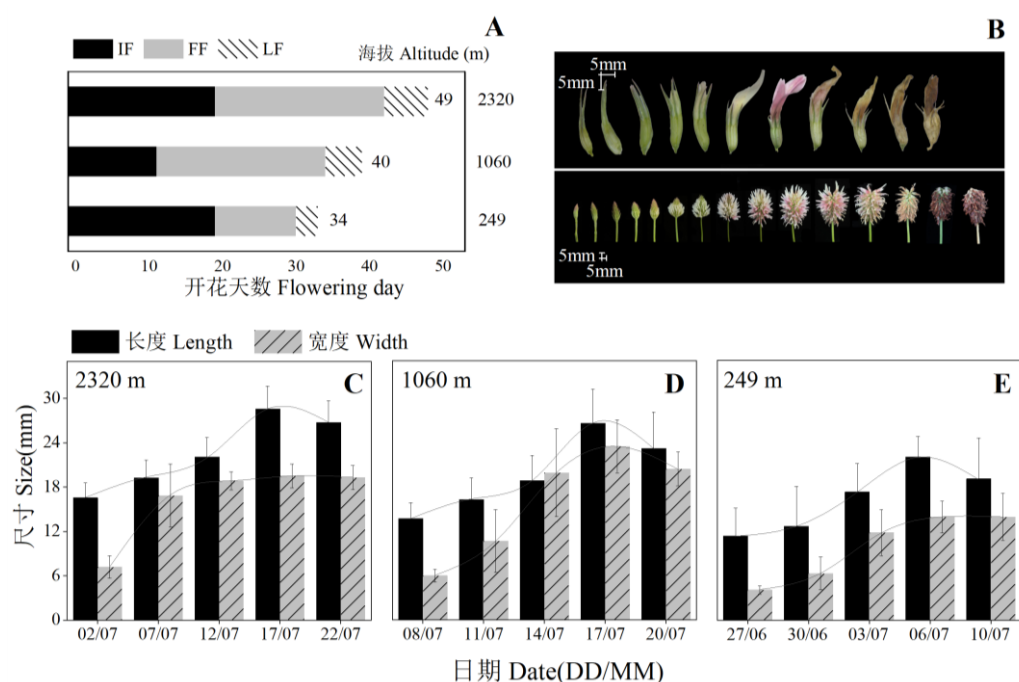 A
IF FF LF 海拔 Altitude (m)
49 2320
40 1060
34 249
0 10 20 30 40 50
开花天数 Flowering day
B
5mm
5mm
5mm
5mm
长度 Length 宽度 Width
2320 m C
1060 m D
249 m E
尺寸 Size(mm)
30
24
18
12
6
0
02/07 07/07 12/07 17/07 22/07
08/07 11/07 14/07 17/07 20/07
27/06 30/06 03/07 06/07 10/07
日期 Date(DD/MM)